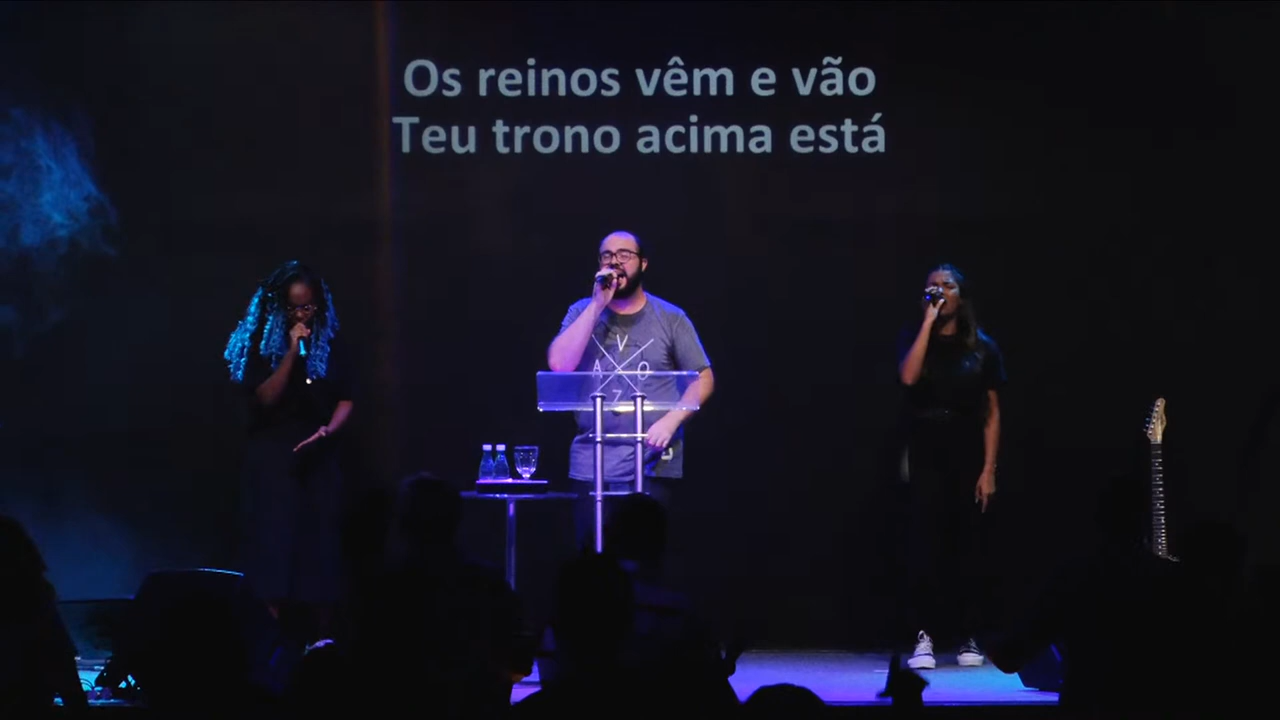 Os reinos vêm e vão
Teu trono acima está
V
A O
Z